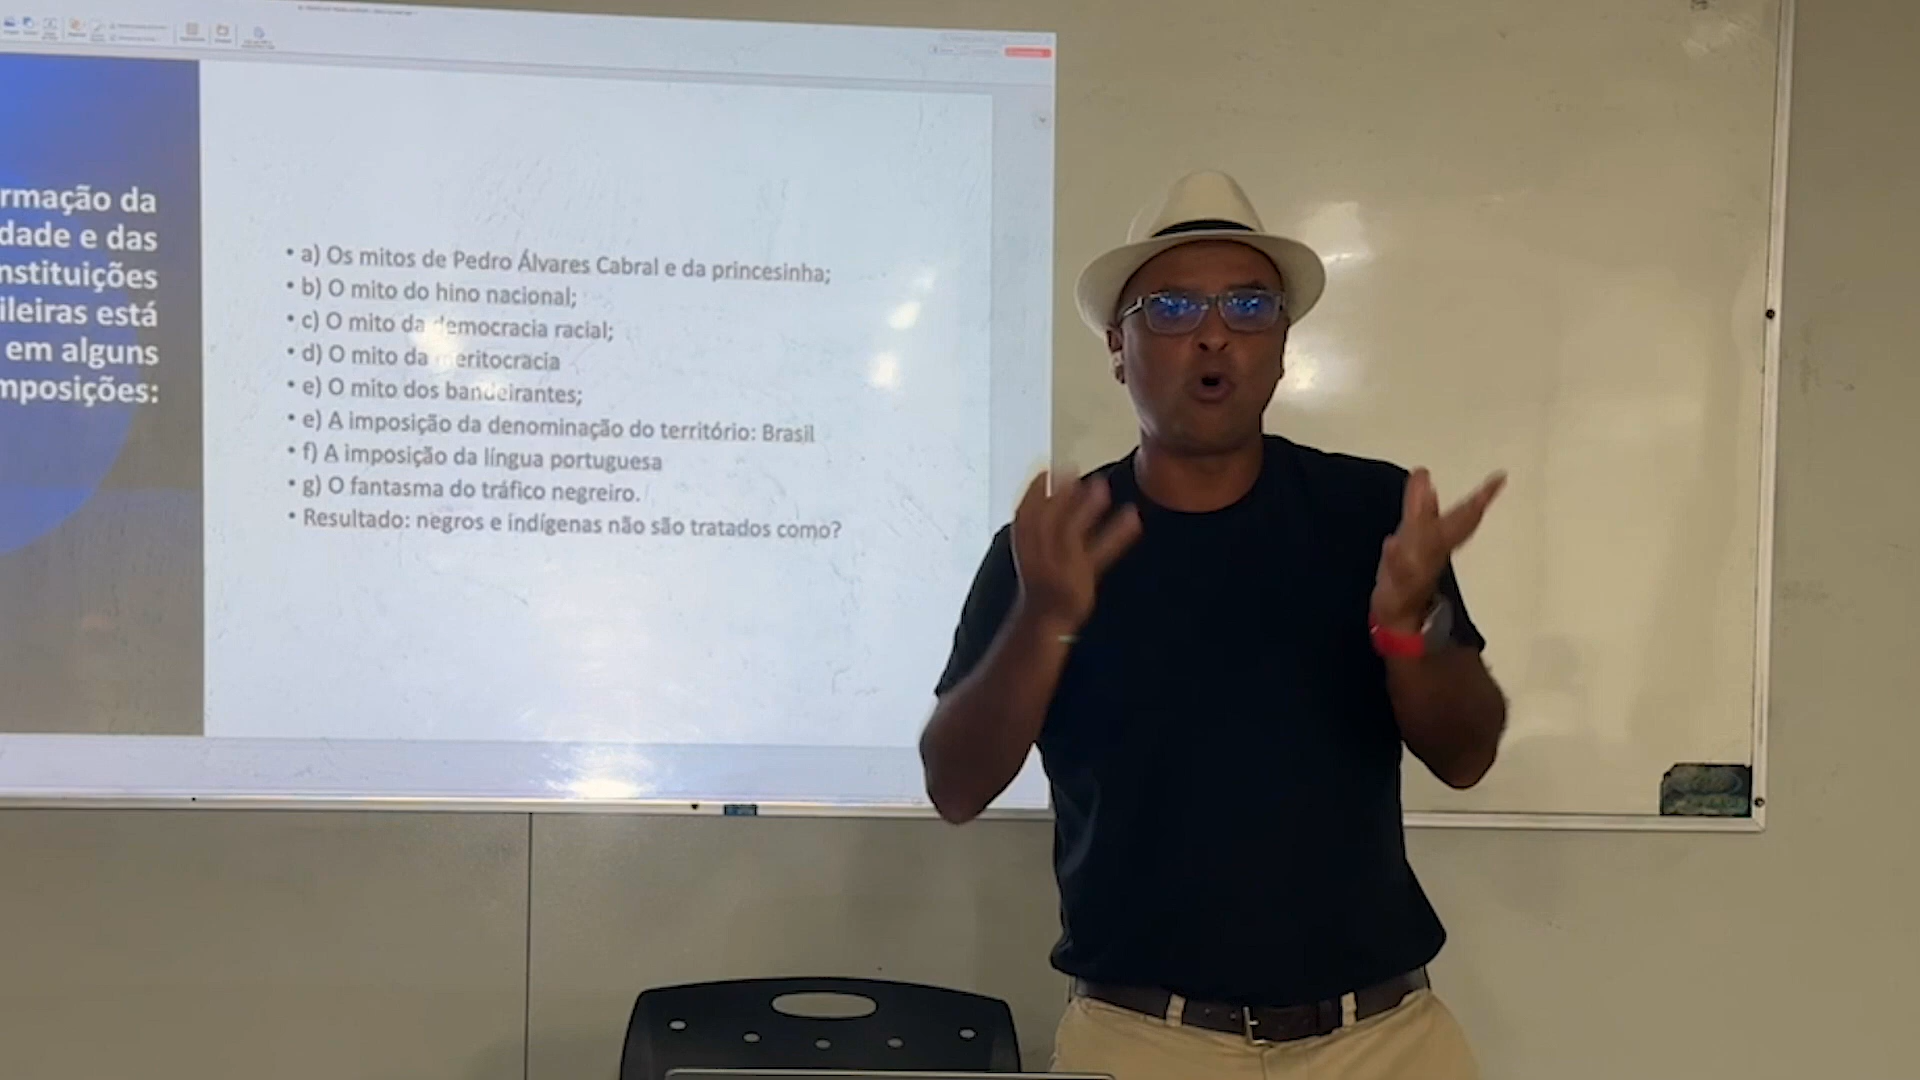 rmação da
dade e das
nstituições
ileiras está
em alguns
mposições:
• a) Os mitos de Pedro Álvares Cabral e da princesinha;
• b) O mito do hino nacional;
• c) O mito da democracia racial;
• d) O mito da meritocracia
• e) O mito dos bandeirantes;
• e) A imposição da denominação do território: Brasil
• f) A imposição da língua portuguesa
• g) O fantasma do tráfico negreiro.
• Resultado: negros e indígenas não são tratados como?